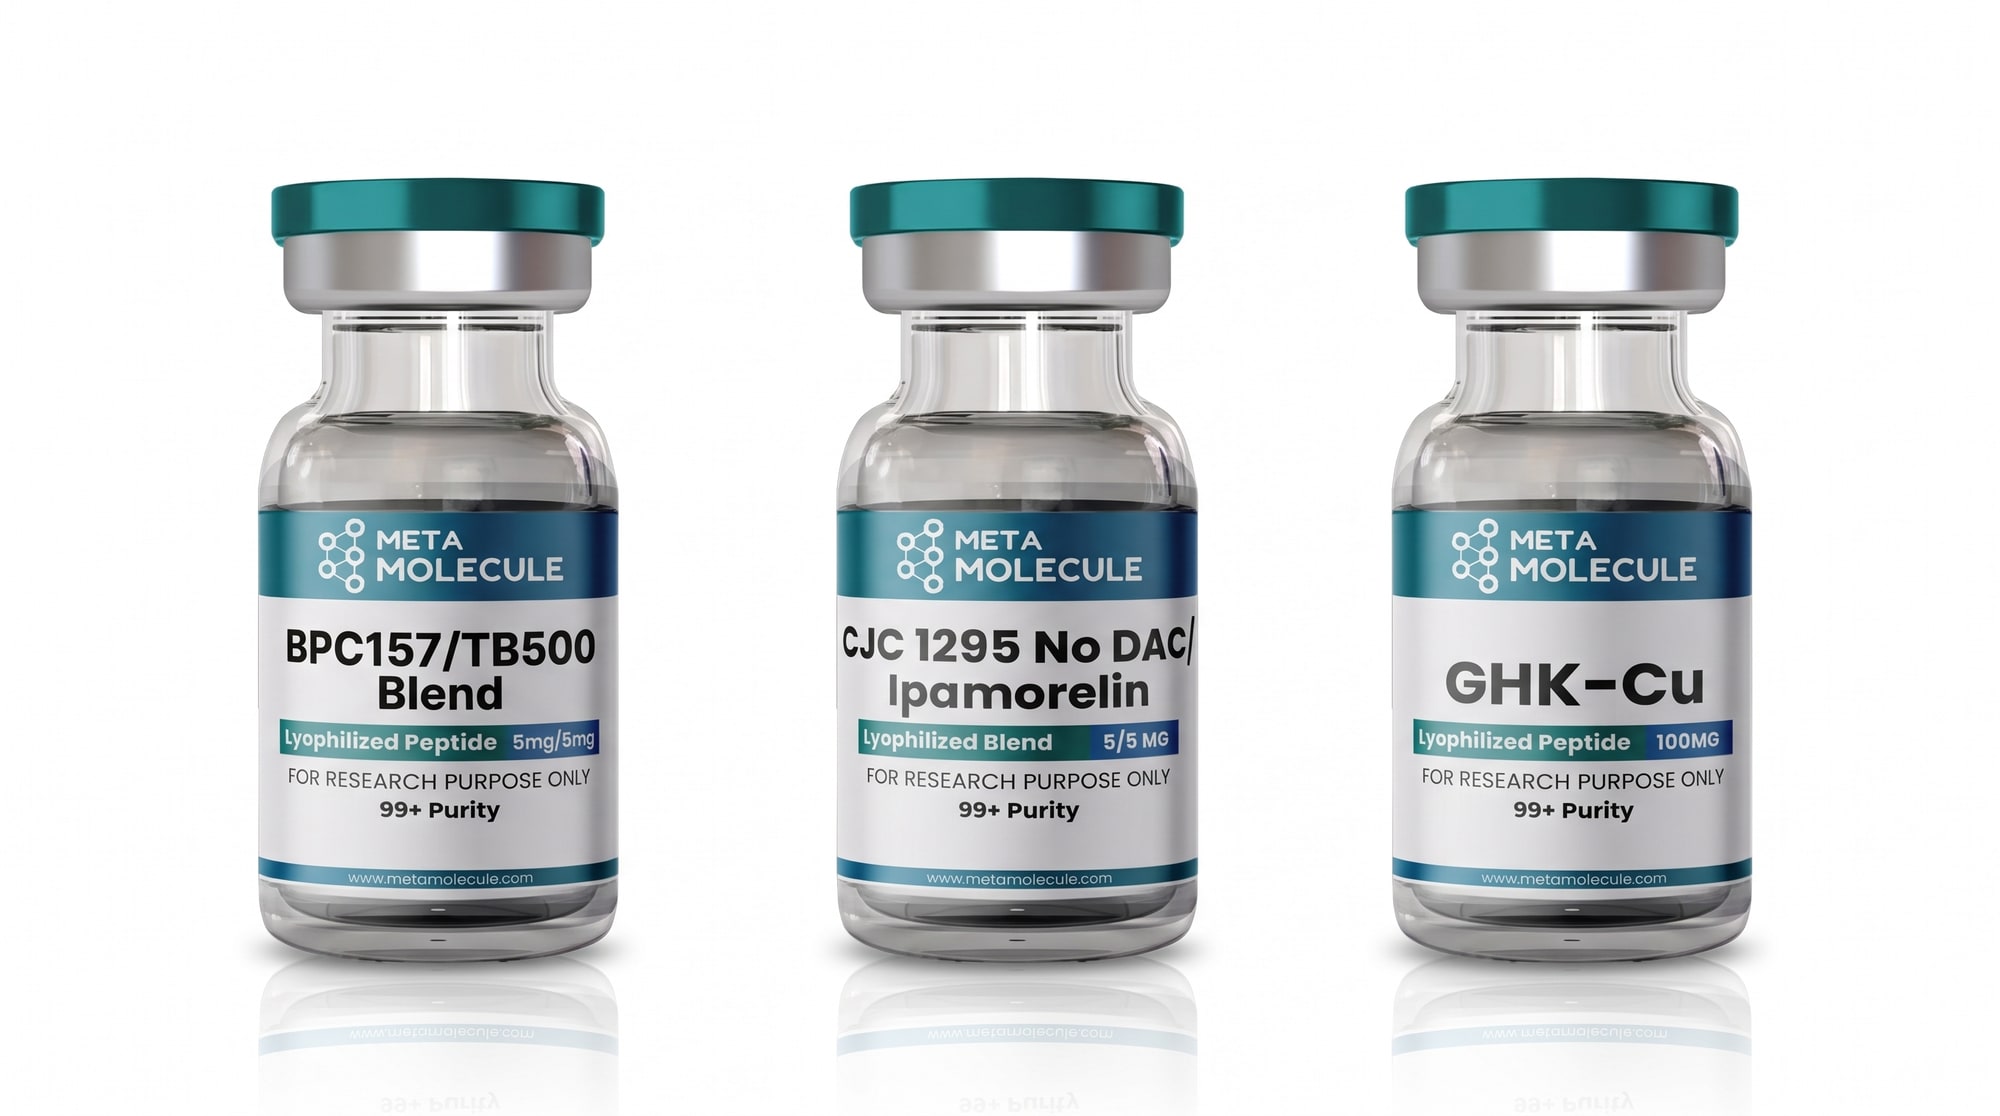 META
MOLECULE
BPC157/TB500
Blend
Lyophilized Peptide 5mg/5mg
FOR RESEARCH PURPOSE ONLY
99+ Purity
www.metamolecule.com
META
MOLECULE
CJC 1295 No DAC/
Ipamorelin
Lyophilized Blend 5/5 MG
FOR RESEARCH PURPOSE ONLY
99+ Purity
www.metamolecule.com
META
MOLECULE
GHK-Cu
Lyophilized Peptide 100MG
FOR RESEARCH PURPOSE ONLY
99+ Purity
www.metamolecule.com